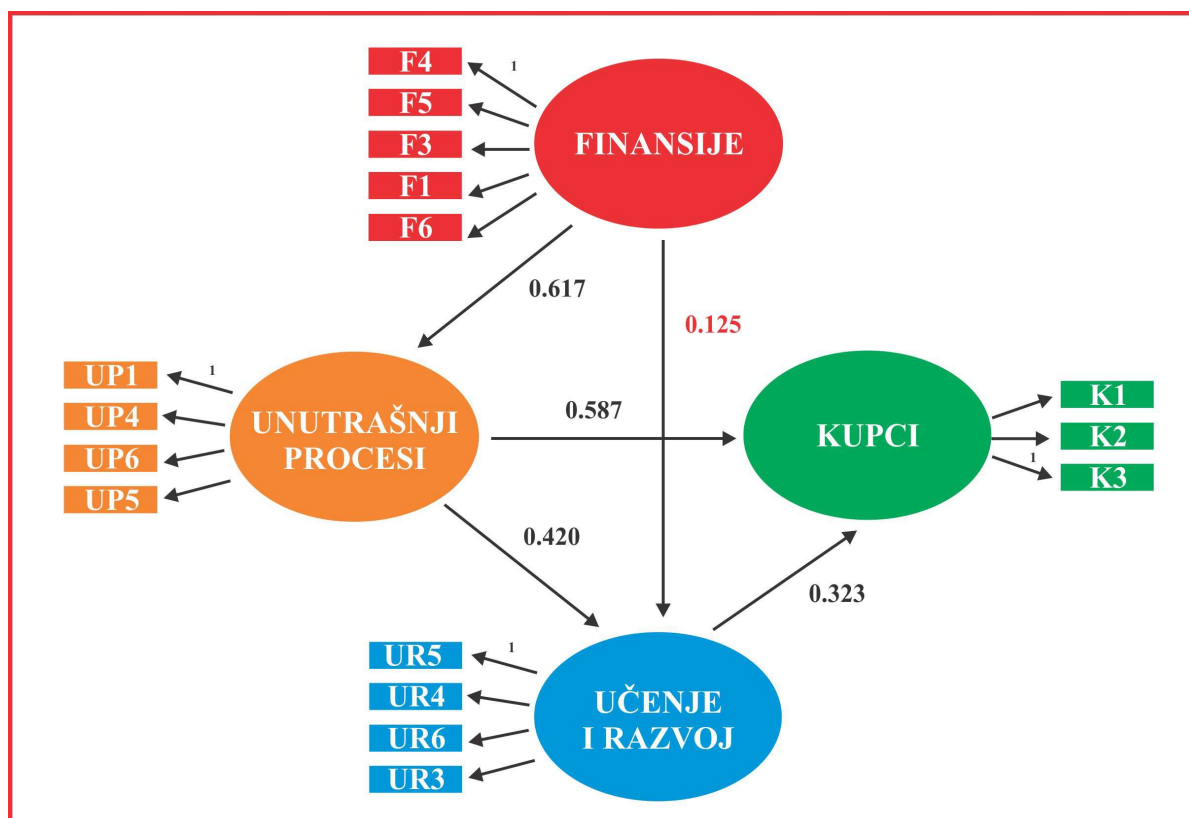 F4
1
F5
F3
F1
F6
FINANSIJE
0.617
0.125
UP1
1
UP4
UP6
UP5
UNUTRAŠNJI
PROCESI
0.587
KUPCI
K1
K2
1
K3
0.420
0.323
UR5
1
UR4
UR6
UR3
UČENJE
I RAZVOJ